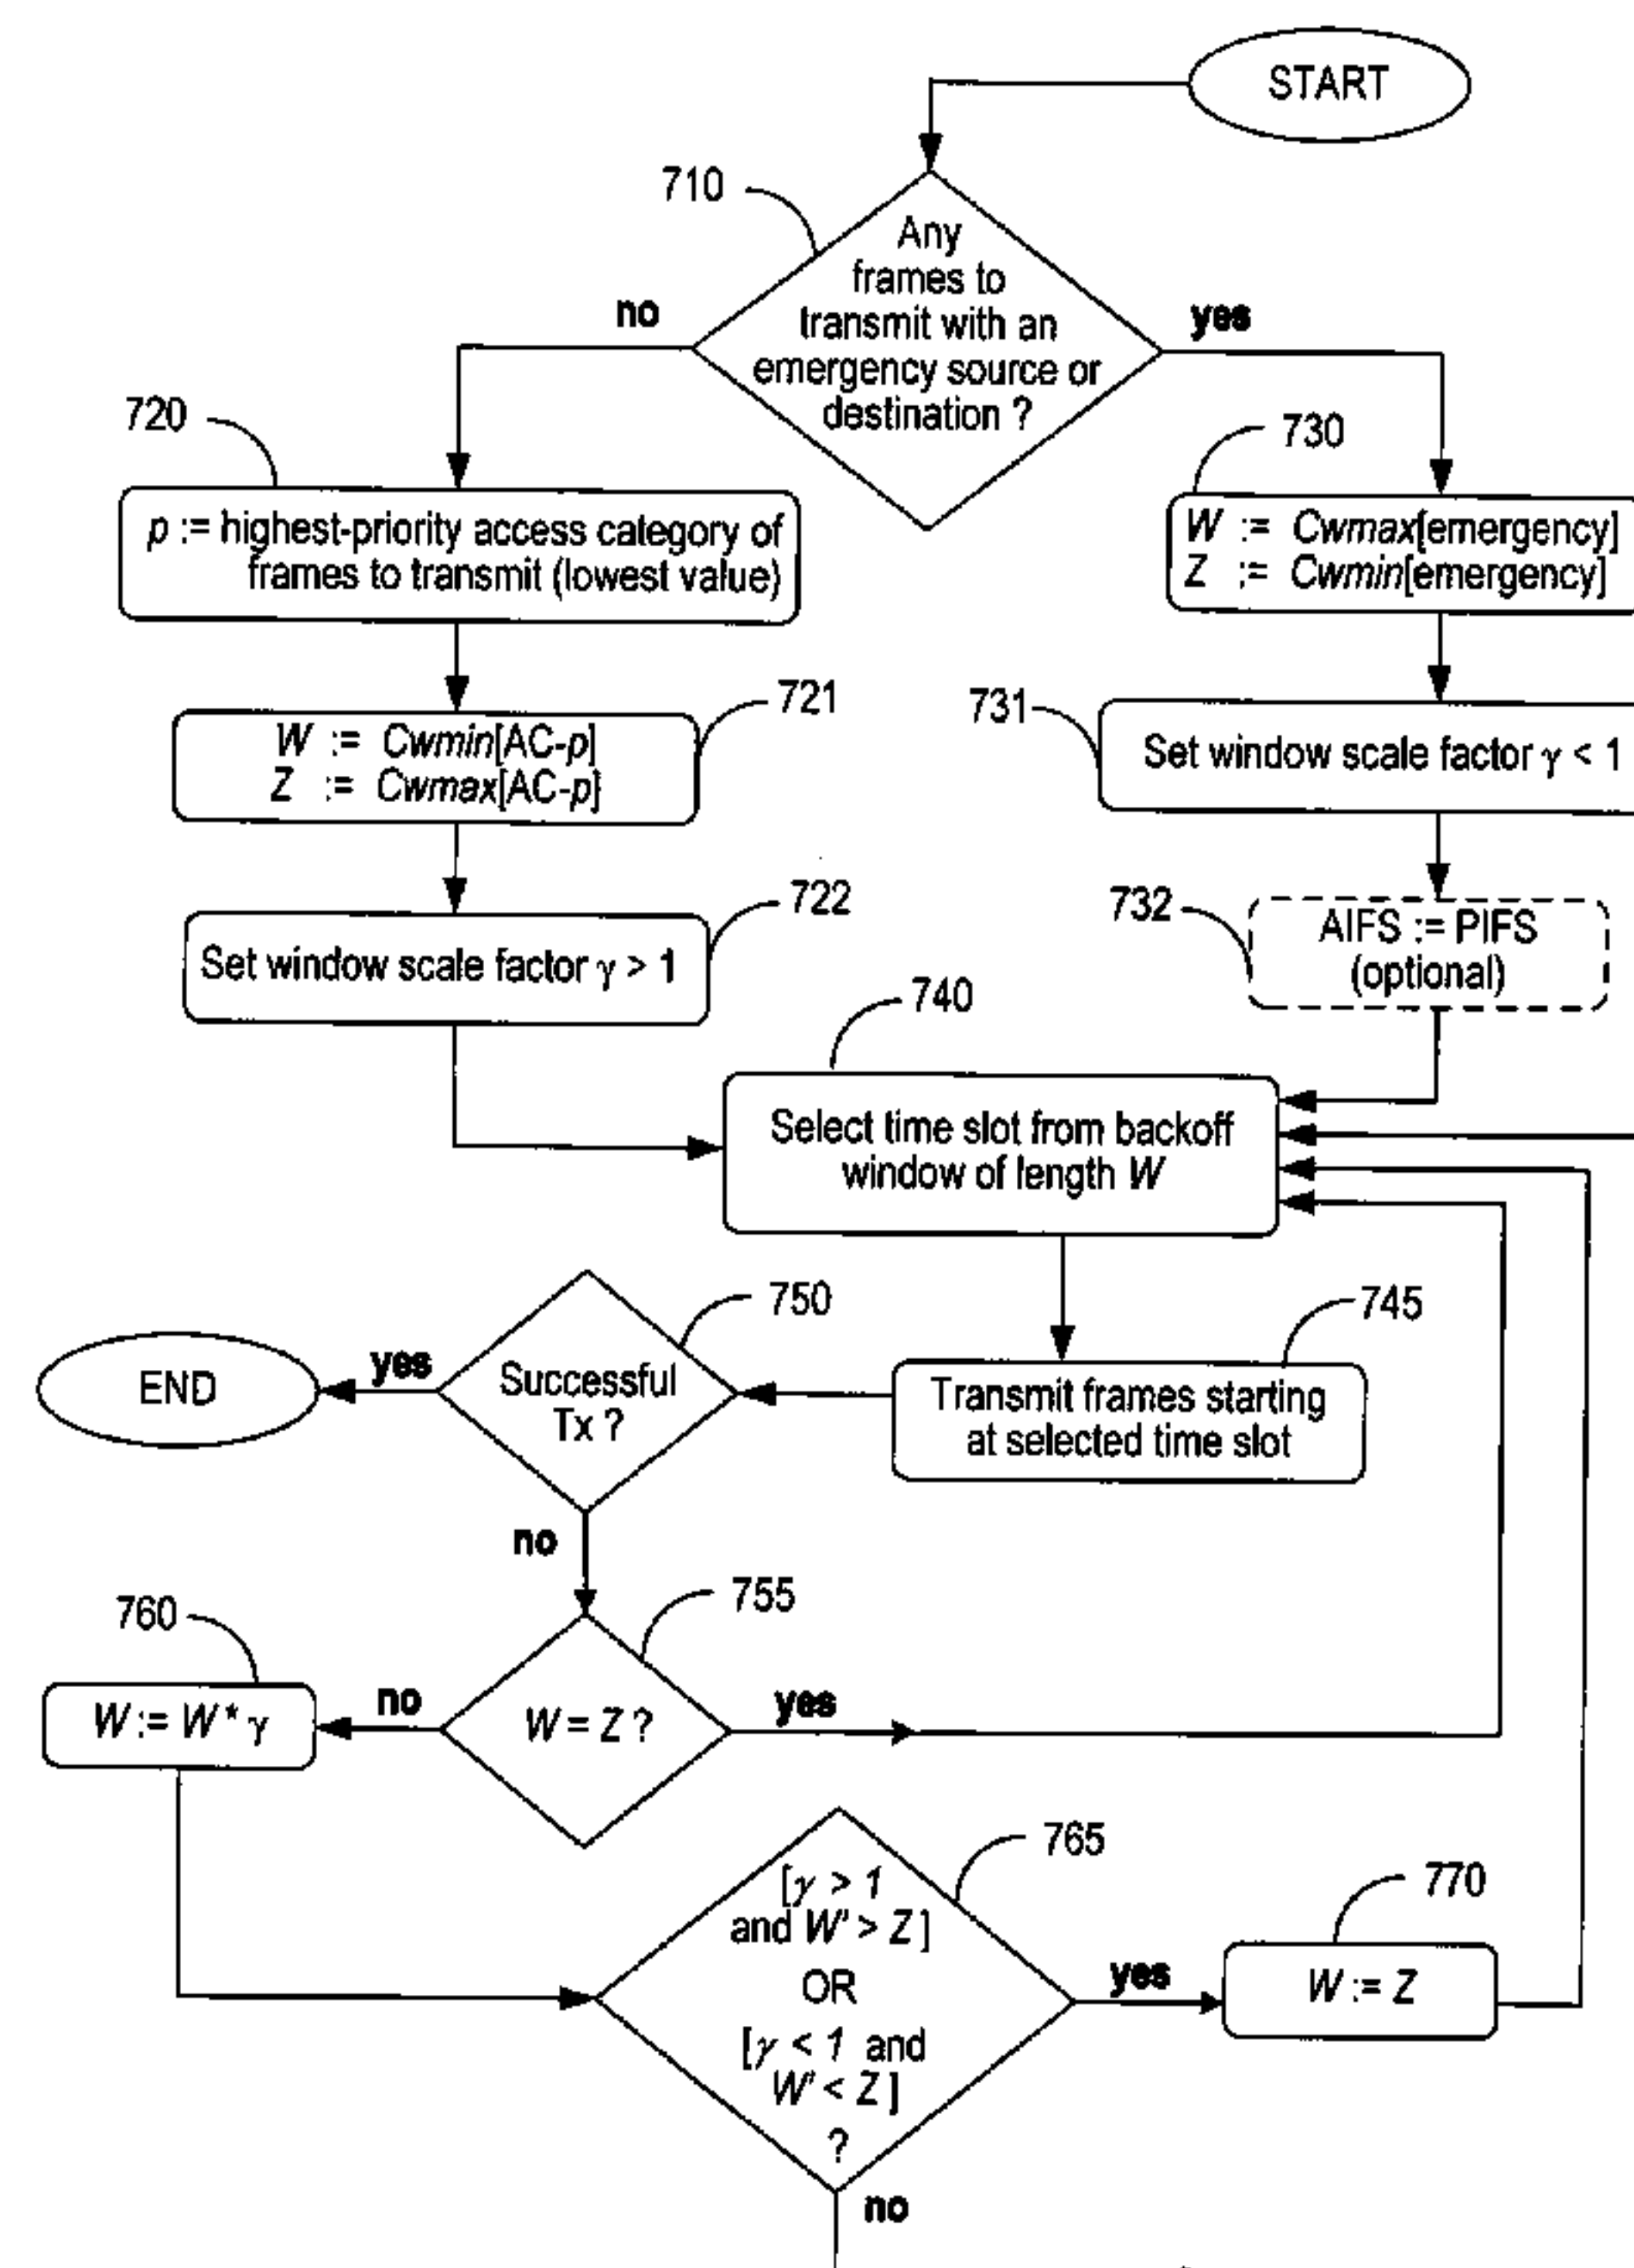 START
710
Any
frames to
transmit with an
emergency source or
destination ?
no
yes
720
p := highest-priority access category of
frames to transmit (lowest value)
730
W := Cwmax[emergency]
Z := Cwmin[emergency]
721
W := Cwmin[AC-p]
Z := Cwmax[AC-p]
731
Set window scale factor γ < 1
722
Set window scale factor γ > 1
732
AIFS := PIFS
(optional)
740
Select time slot from backoff
window of length W
750
Successful
Tx ?
yes
END
745
Transmit frames starting
at selected time slot
no
755
W = Z ?
760
no
W := W * γ
yes
765
[γ > 1
and W' > Z ]
OR
[γ < 1 and
W' < Z ]
?
yes
770
W := Z
no